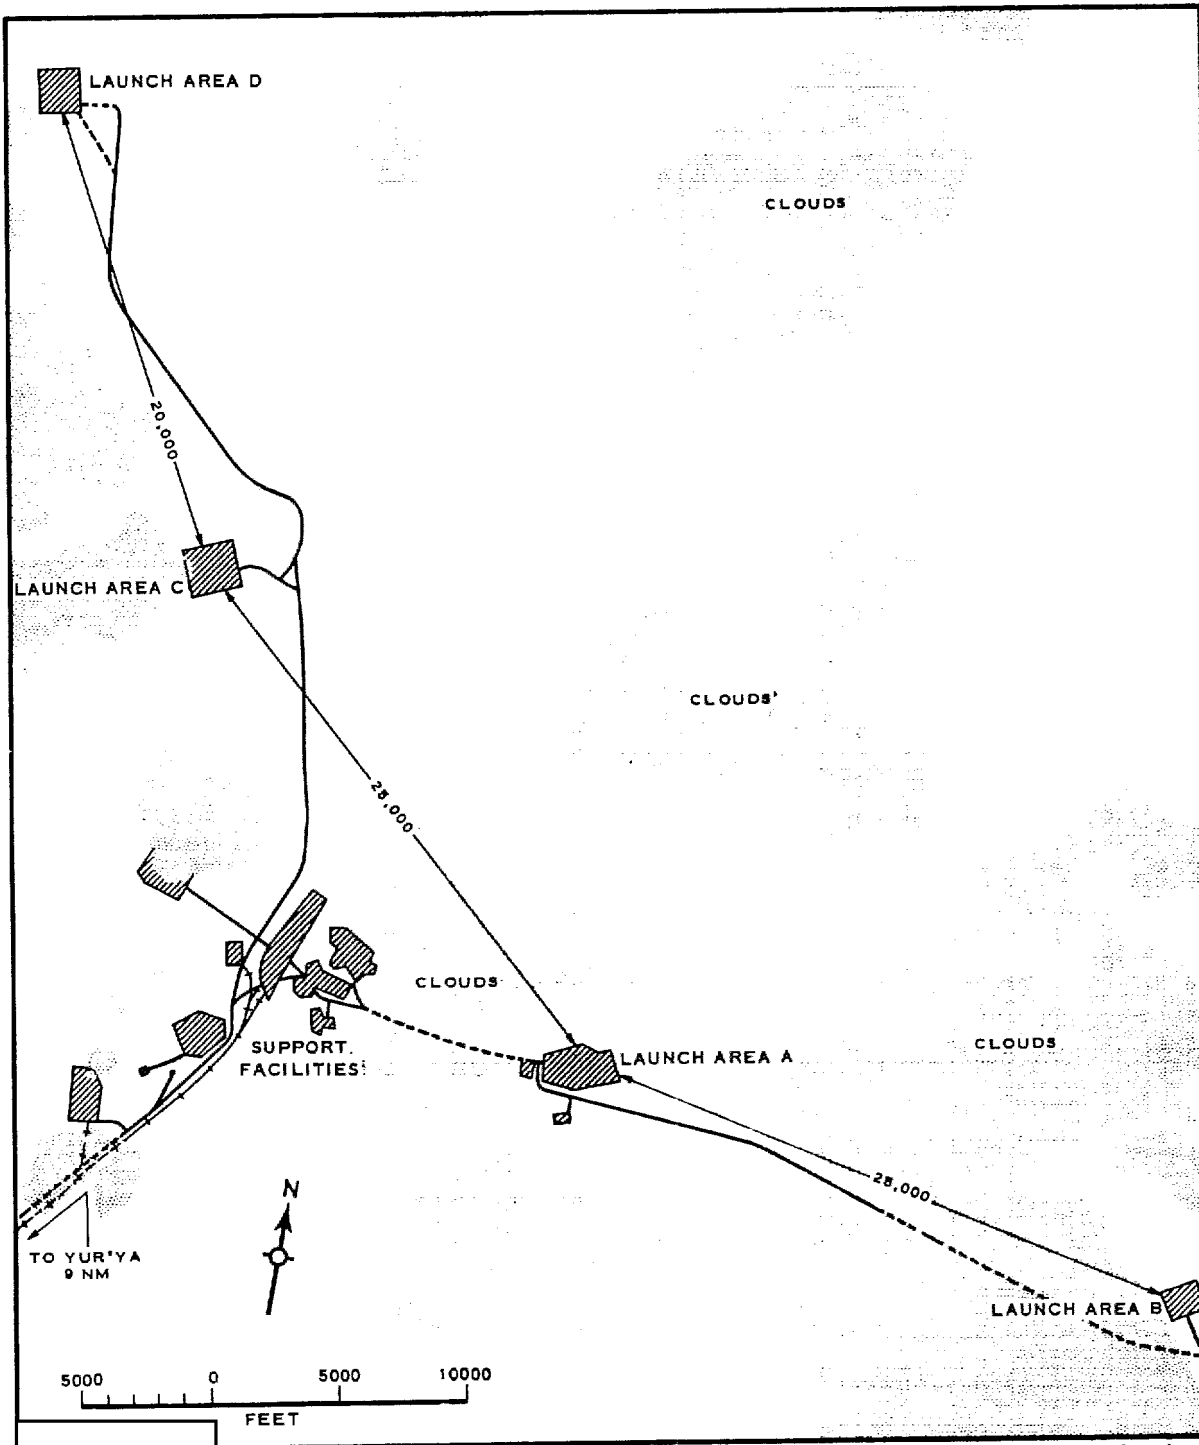 LAUNCH AREA D
CLOUDS
20,000
LAUNCH AREA C
CLOUDS
25,000
CLOUDS
SUPPORT
FACILITIES
LAUNCH AREA A
CLOUDS
25,000
N
TO YUR'YA
9 NM
LAUNCH AREA B
5000 0 5000 10000
FEET